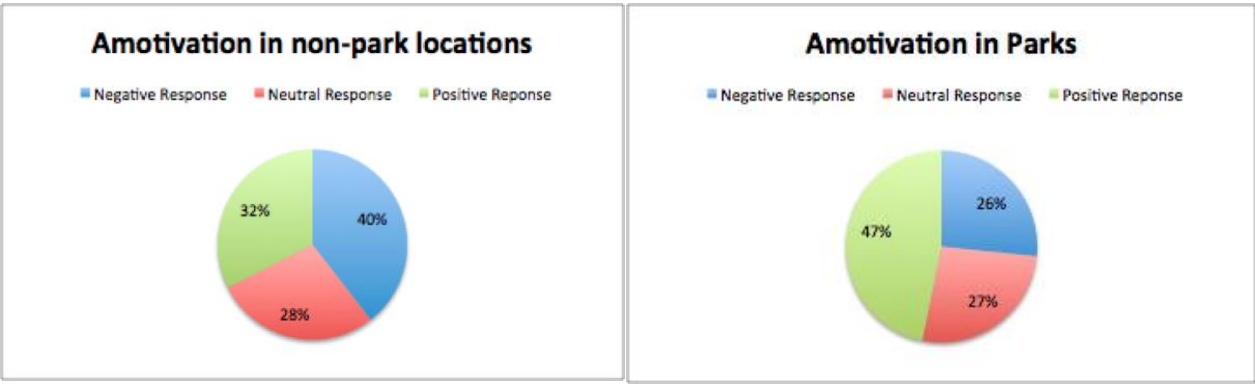 Amotivation in non-park locations
Negative Response Neutral Response Positive Reponse
32%
40%
28%
Amotivation in Parks
Negative Response Neutral Response Positive Reponse
26%
47%
27%